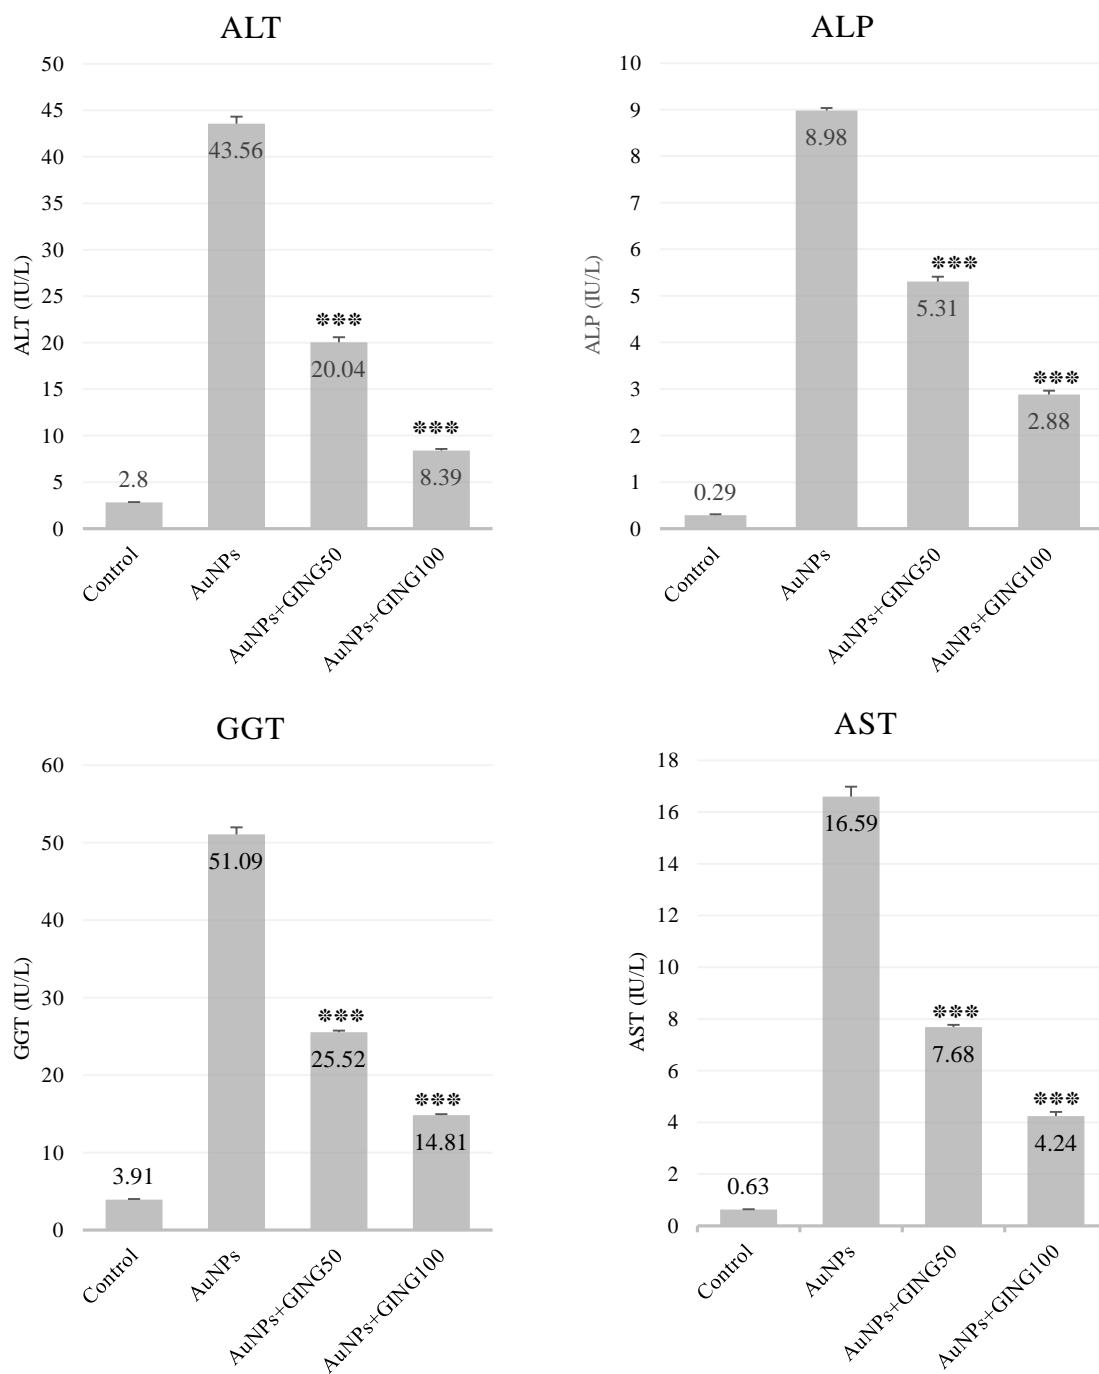 ALT
50
45
40
35
30
25
20
15
10
5
0
ALT (IU/L)
2.8
43.56
***
20.04
***
8.39
Control
AuNPs
AuNPs+GING50
AuNPs+GING100
ALP
10
9
8
7
6
5
4
3
2
1
0
ALP (IU/L)
0.29
8.98
***
5.31
***
2.88
Control
AuNPs
AuNPs+GING50
AuNPs+GING100
GGT
60
50
40
30
20
10
0
GGT (IU/L)
3.91
51.09
***
25.52
***
14.81
Control
AuNPs
AuNPs+GING50
AuNPs+GING100
AST
18
16
14
12
10
8
6
4
2
0
AST (IU/L)
0.63
16.59
***
7.68
***
4.24
Control
AuNPs
AuNPs+GING50
AuNPs+GING100